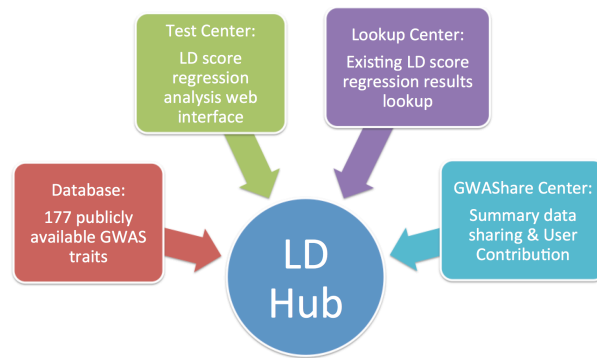 Test Center:
LD score
regression
analysis web
interface
Lookup Center:
Existing LD score
regression results
lookup
Database:
177 publicly
available GWAS
traits
GWAShare Center:
Summary data
sharing & User
Contribution
LD
Hub